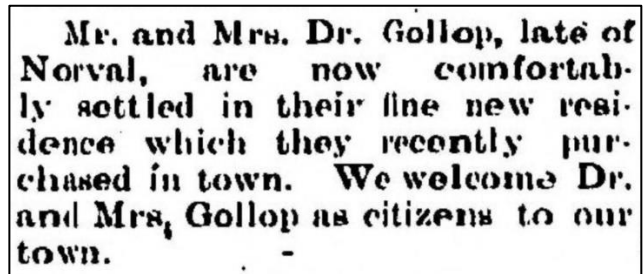 Mr. and Mrs. Dr. Gollop, late of
Norval, are now comfortab-
ly settled in their fine new resi-
dence which they recently pur-
chased in town. We welcome Dr.
and Mrs, Gollop as citizens to our
town. -